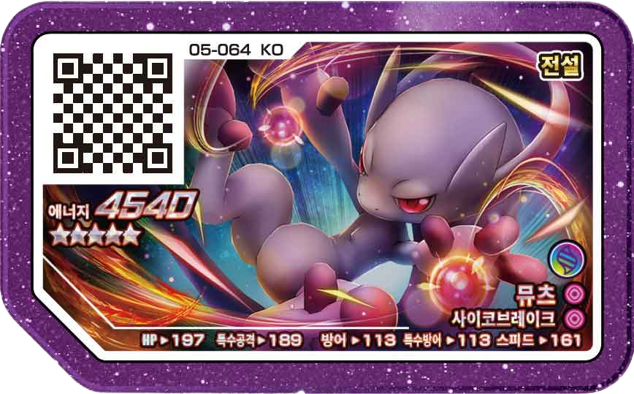 05-064 KO
전설
에너지 4540
뮤츠
사이코브레이크
HP▶197 특수공격▶189 방어▶113 특수방어▶113 스피드▶161